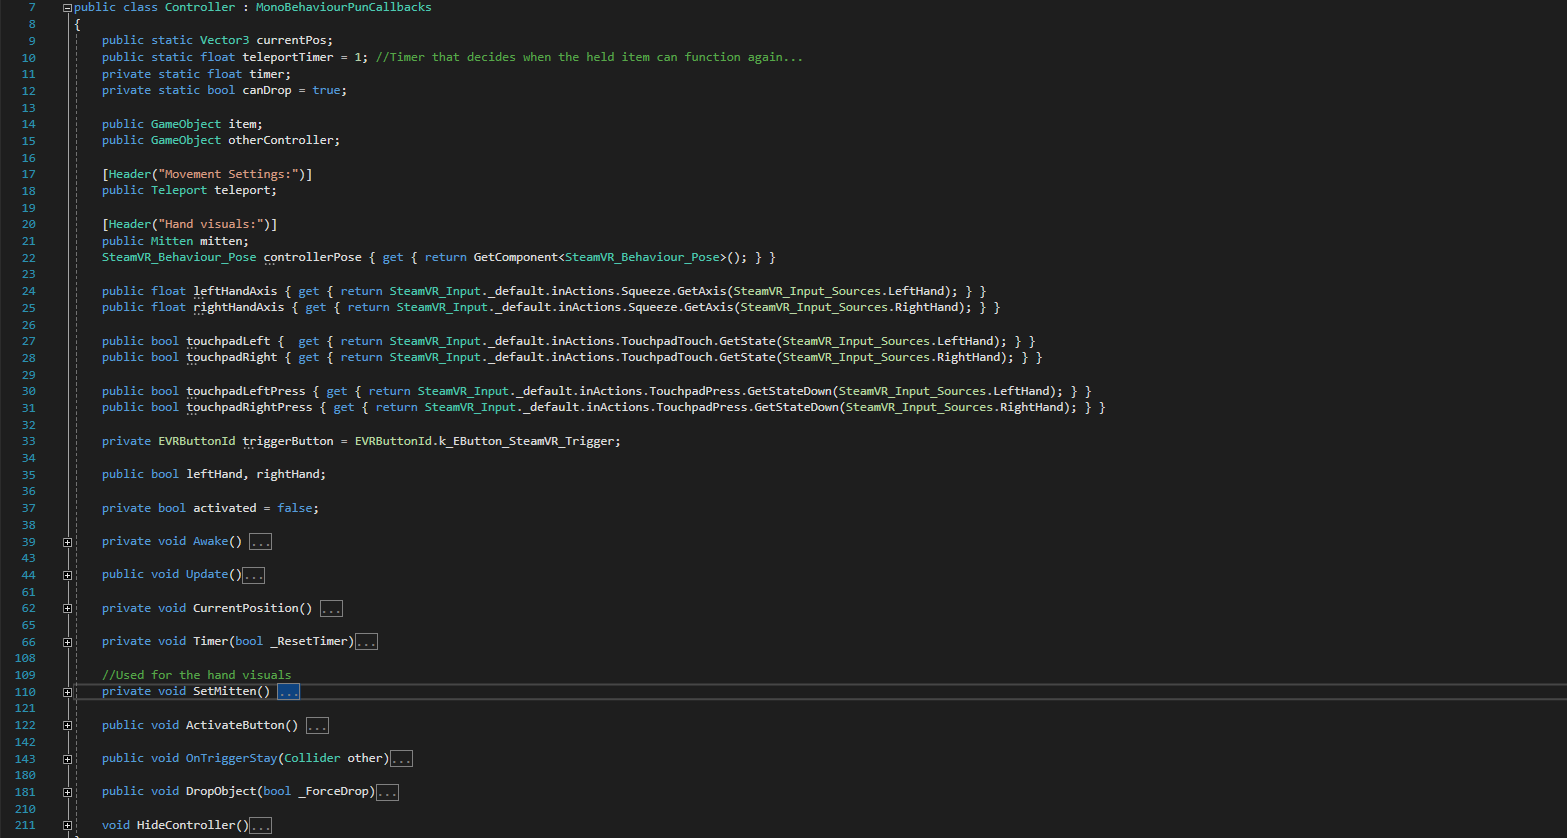 7 public class Controller : MonoBehaviourPunCallbacks
8 {
9 public static Vector3 currentPos;
10 public static float teleportTimer = 1; //Timer that decides when the held item can function again...
11 private static float timer;
12 private static bool canDrop = true;
13
14 public GameObject item;
15 public GameObject otherController;
16
17 [Header("Movement Settings:")]
18 public Teleport teleport;
19
20 [Header("Hand visuals:")]
21 public Mitten mitten;
22 SteamVR_Behaviour_Pose controllerPose { get { return GetComponent<SteamVR_Behaviour_Pose>(); } }
23
24 public float leftHandAxis { get { return SteamVR_Input._default.inActions.Squeeze.GetAxis(SteamVR_Input_Sources.LeftHand); } }
25 public float rightHandAxis { get { return SteamVR_Input._default.inActions.Squeeze.GetAxis(SteamVR_Input_Sources.RightHand); } }
26
27 public bool touchpadLeft {  get { return SteamVR_Input._default.inActions.TouchpadTouch.GetState(SteamVR_Input_Sources.LeftHand); } }
28 public bool touchpadRight { get { return SteamVR_Input._default.inActions.TouchpadTouch.GetState(SteamVR_Input_Sources.RightHand); } }
29
30 public bool touchpadLeftPress { get { return SteamVR_Input._default.inActions.TouchpadPress.GetStateDown(SteamVR_Input_Sources.LeftHand); } }
31 public bool touchpadRightPress { get { return SteamVR_Input._default.inActions.TouchpadPress.GetStateDown(SteamVR_Input_Sources.RightHand); } }
32
33 private EVRButtonId triggerButton = EVRButtonId.k_EButton_SteamVR_Trigger;
34
35 public bool leftHand, rightHand;
36
37 private bool activated = false;
38
39 private void Awake() ...
43
44 public void Update()...
61
62 private void CurrentPosition() ...
65
66 private void Timer(bool _ResetTimer)...
108
109 //Used for the hand visuals
110 private void SetMitten() ...
121
122 public void ActivateButton() ...
142
143 public void OnTriggerStay(Collider other)...
180
181 public void DropObject(bool _ForceDrop)...
210
211 void HideController()...